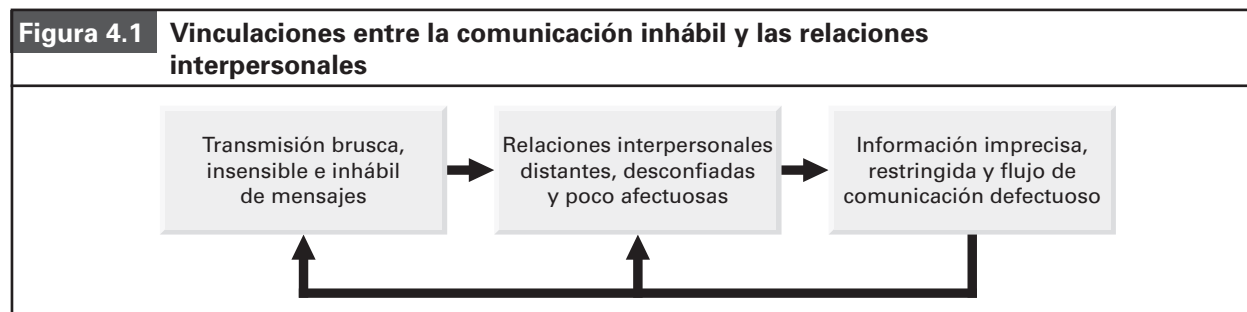 Figura 4.1 Vinculaciones entre la comunicación inhábil y las relaciones
interpersonales
Transmisión brusca,
insensible e inhábil
de mensajes
Relaciones interpersonales
distantes, desconfiadas
y poco afectuosas
Información imprecisa,
restringida y flujo de
comunicación defectuoso